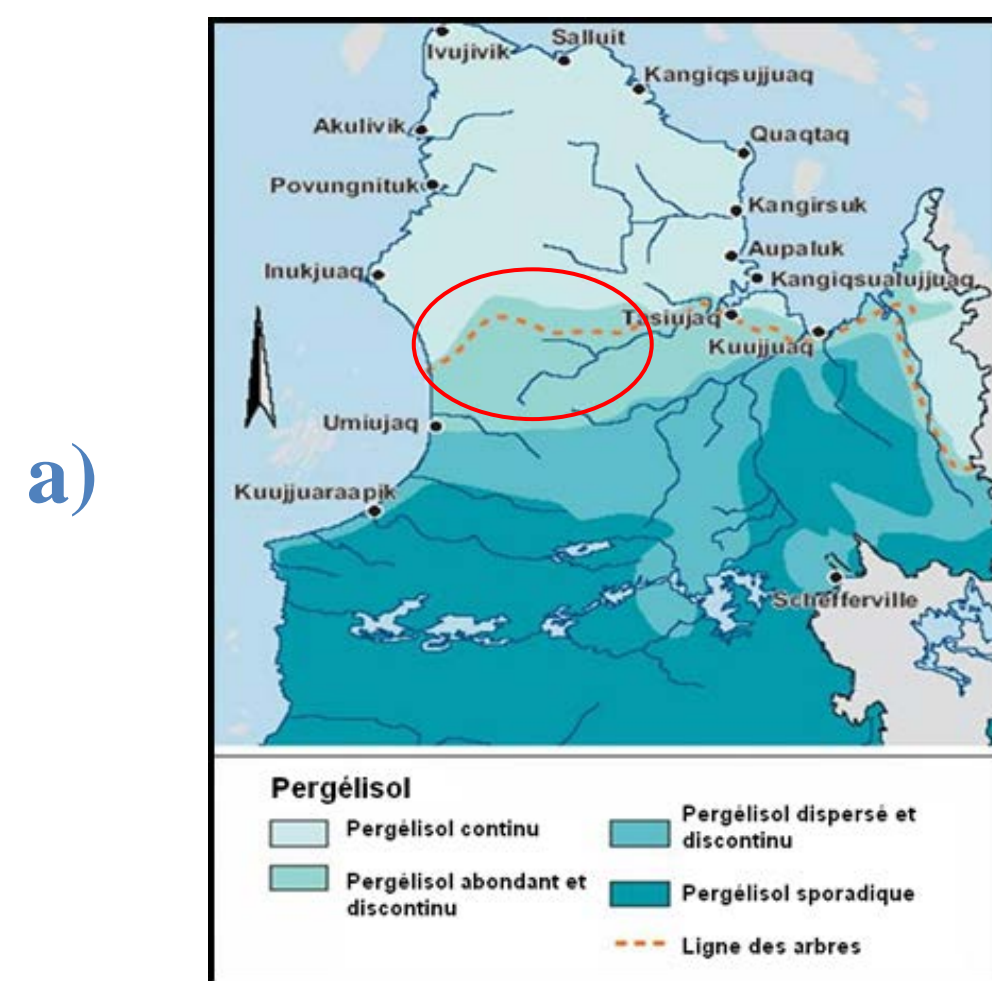 Salluit
Ivujivik
Kangiqsujjuaq
Akulivik
Quaqtaq
Povungnituk
Kangirsuk
Aupaluk
Inukjuaq
Kangiqsualujjuaq
Tasiujaq
Kuujjuaq
Umiujaq
a)
Kuujjuaraapik
Schefferville
Pergélisol
Pergélisol continu
Pergélisol abondant et
discontinu
Pergélisol dispersé et
discontinu
Pergélisol sporadique
Ligne des arbres